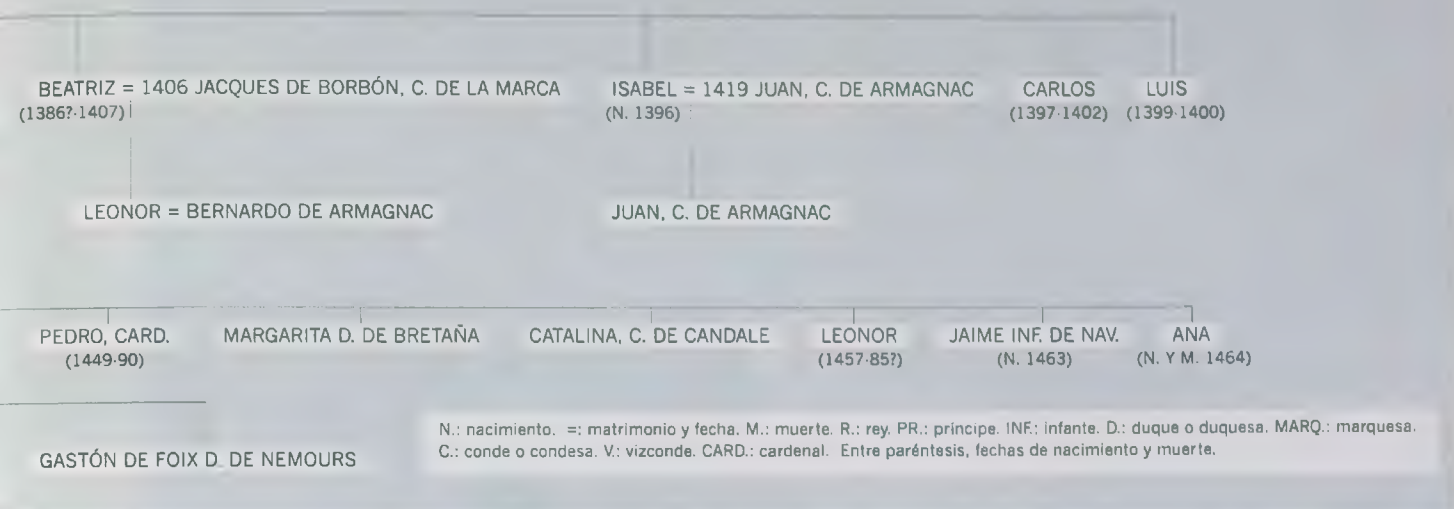 BEATRIZ = 1406 JACQUES DE BORBÓN, C. DE LA MARCA ISABEL = 1419 JUAN, C. DE ARMAGNAC CARLOS LUIS
(1386?-1407) (N. 1396) (1397-1402) (1399-1400)
LEONOR = BERNARDO DE ARMAGNAC JUAN, C. DE ARMAGNAC
PEDRO, CARD. MARGARITA D. DE BRETAÑA CATALINA, C. DE CANDALE LEONOR JAIME INF. DE NAV. ANA
(1449-90) (1457-85?) (N. 1463) (N. Y M. 1464)
GASTÓN DE FOIX D. DE NEMOURS
N.: nacimiento. =: matrimonio y fecha. M.: muerte. R.: rey. PR.: príncipe. INF.: infante. D.: duque o duquesa. MARQ.: marquesa.
C.: conde o condesa. V.: vizconde. CARD.: cardenal. Entre paréntesis, fechas de nacimiento y muerte.